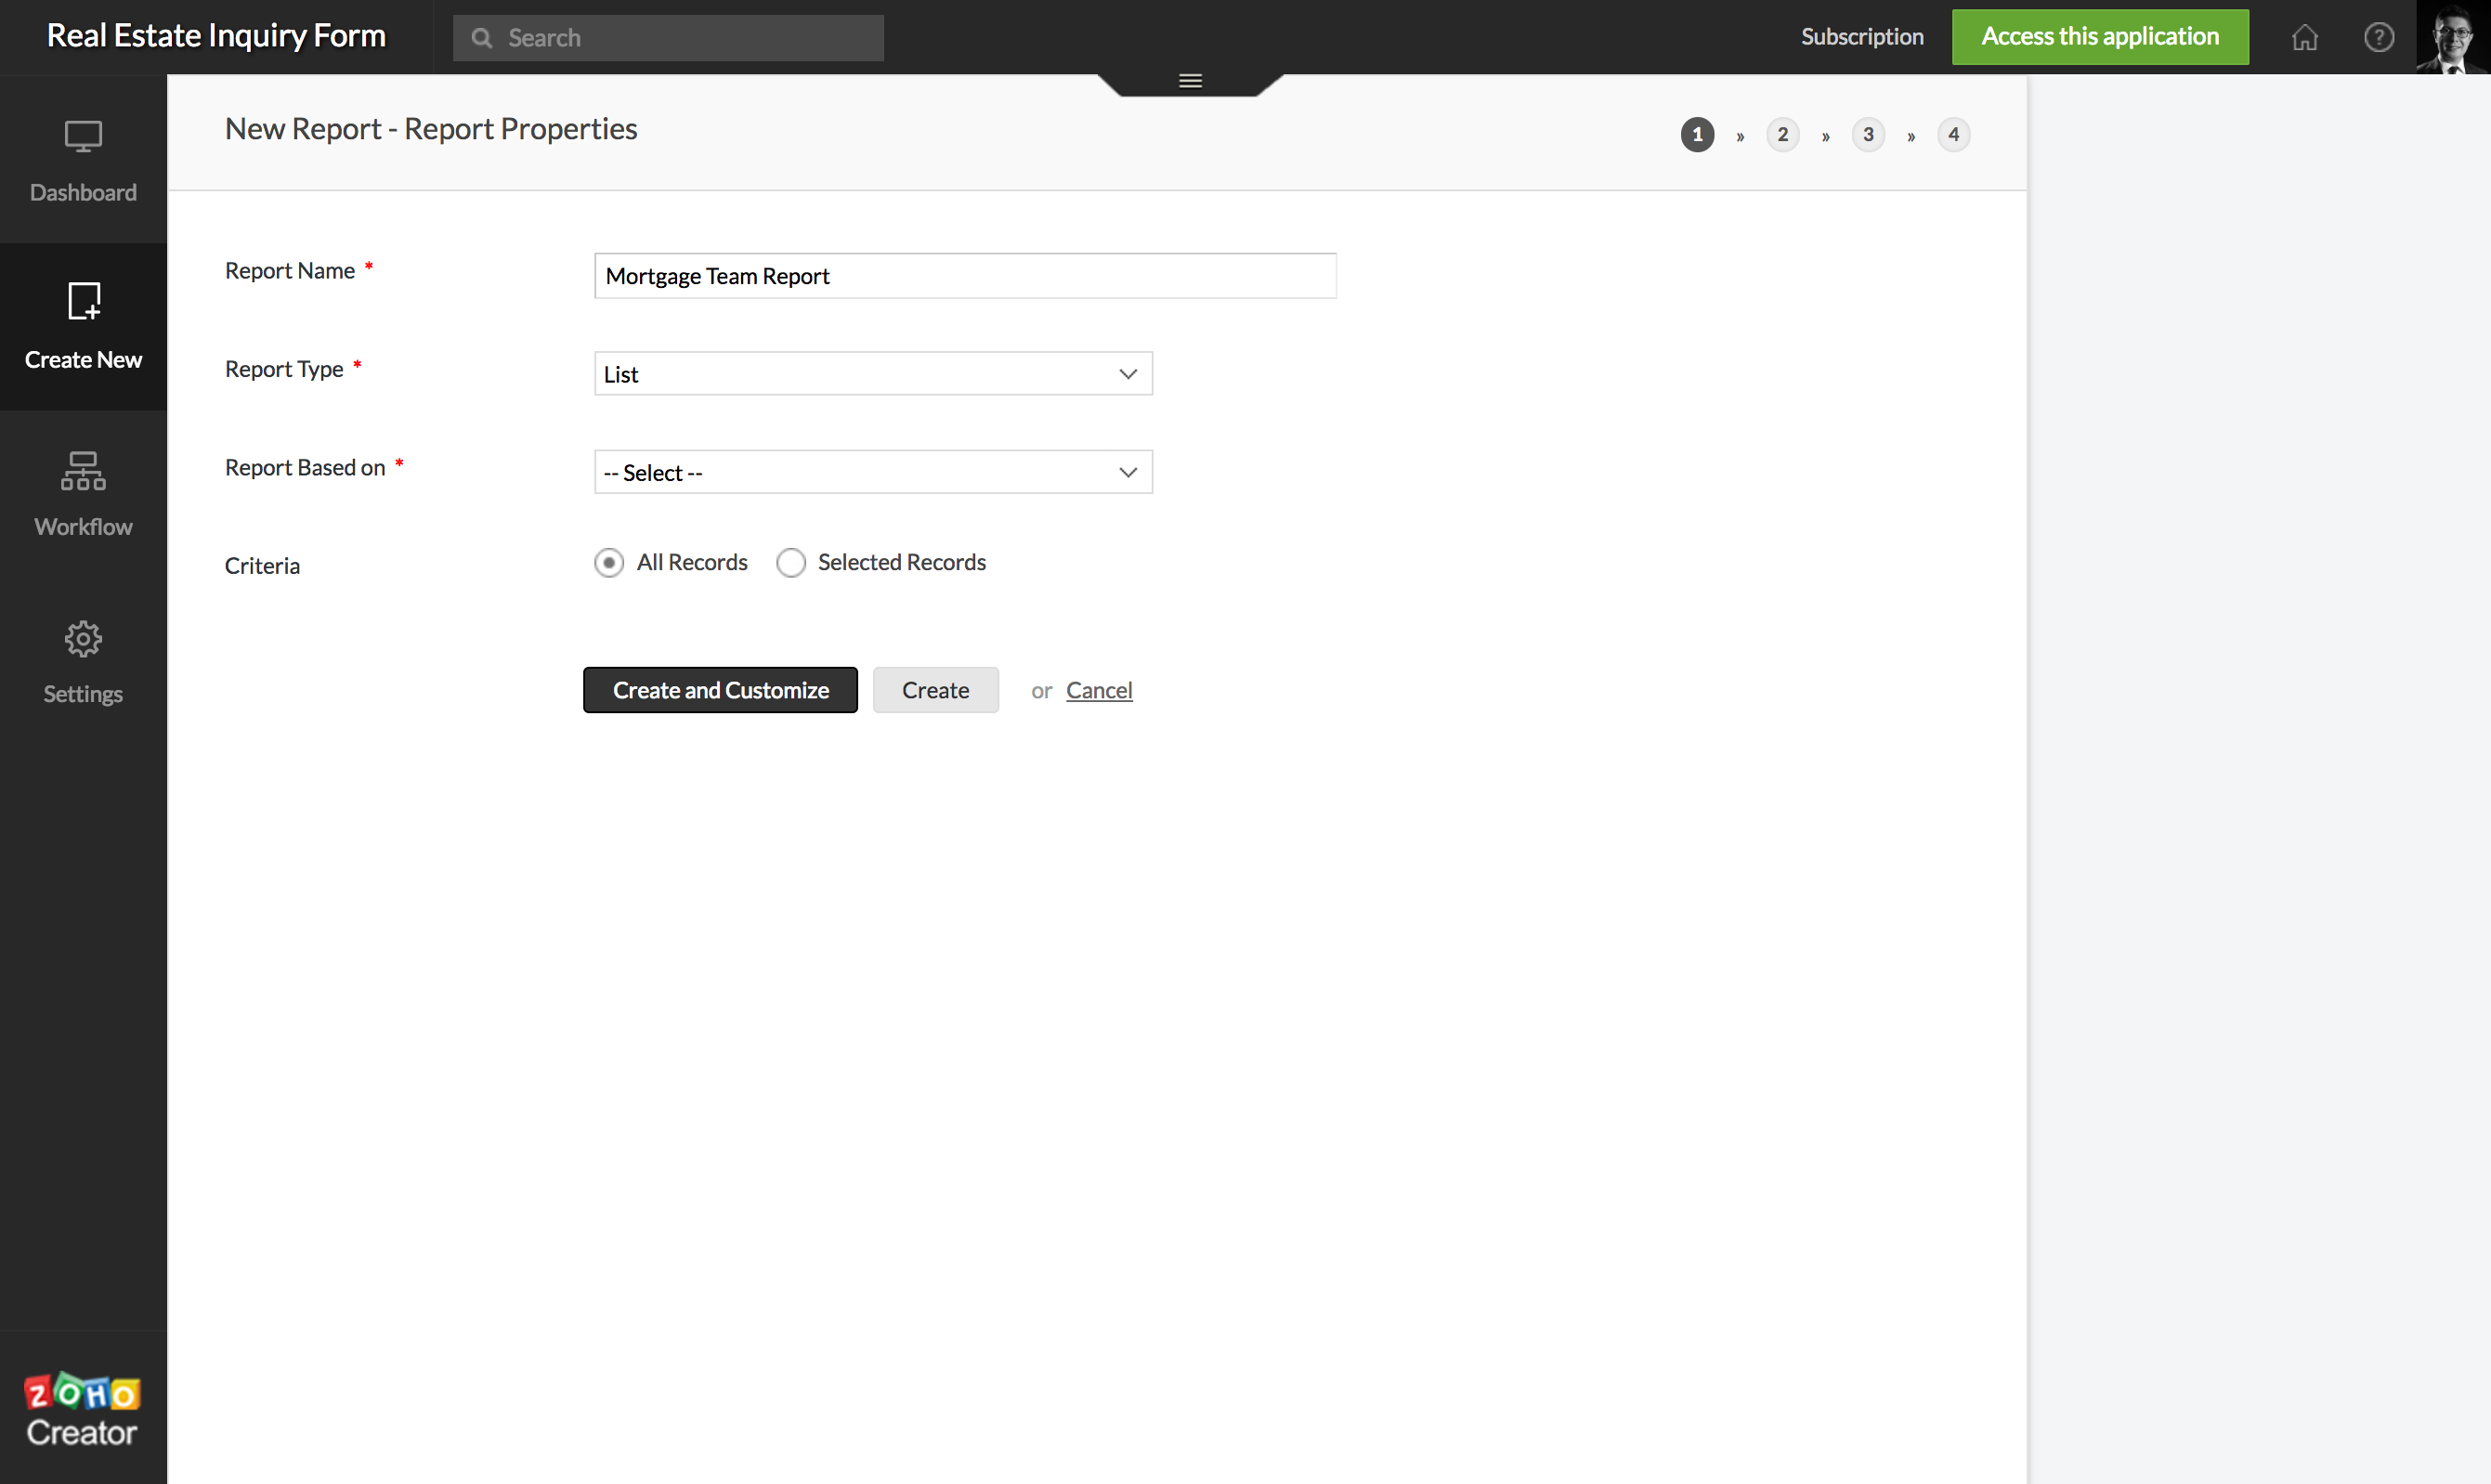 Real Estate Inquiry Form
Search
Subscription
Access this application
?
Dashboard
Create New
Workflow
Settings
New Report - Report Properties
1 » 2 » 3 » 4
Report Name *
Mortgage Team Report
Report Type *
List
Report Based on *
-- Select --
Criteria
All Records
Selected Records
Create and Customize
Create
or Cancel
ZOHO
Creator